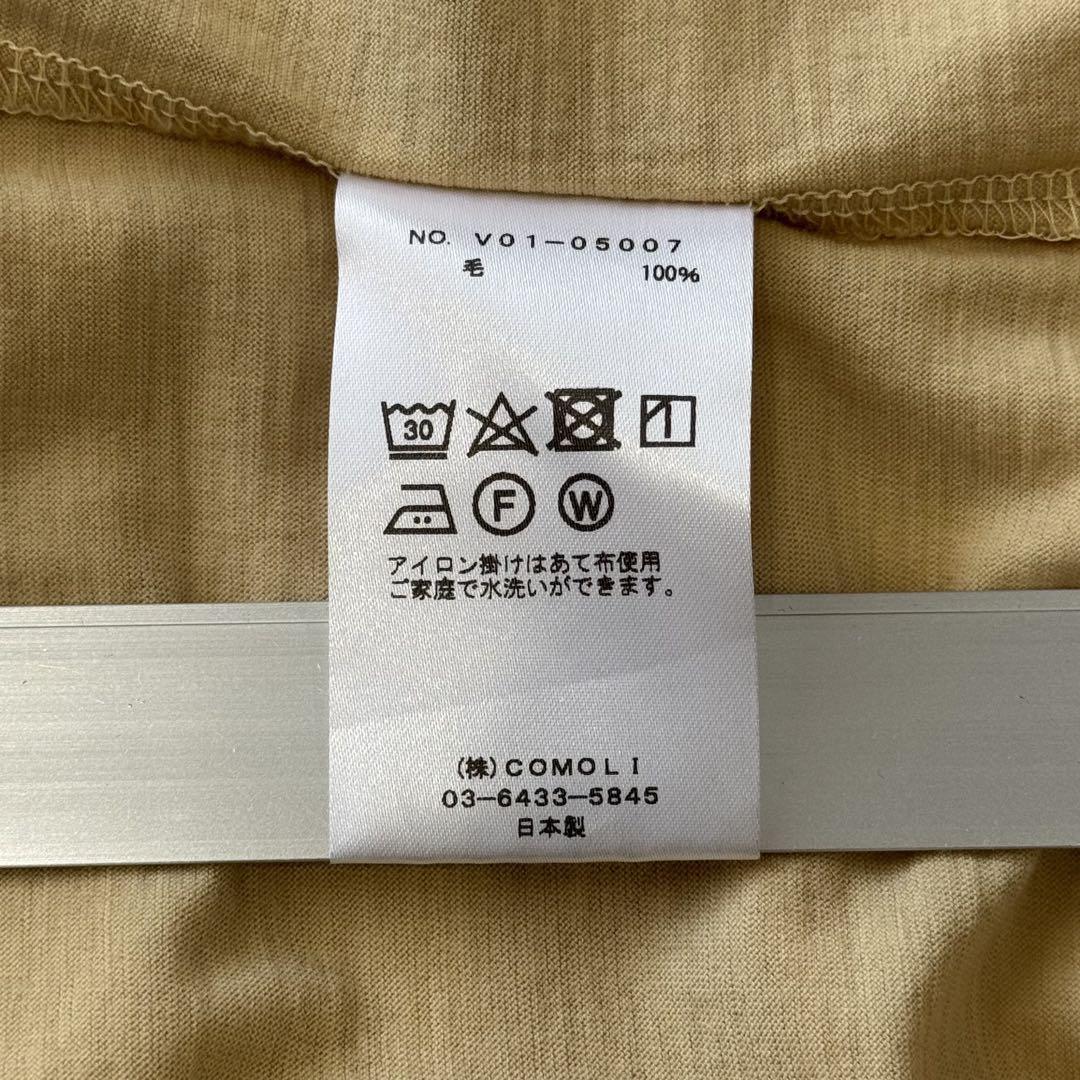 NO. V01-05007
毛 100%
30
F W
アイロン掛けはあて布使用
ご家庭で水洗いができます。
(株)COMOLI
03-6433-5845
日本製